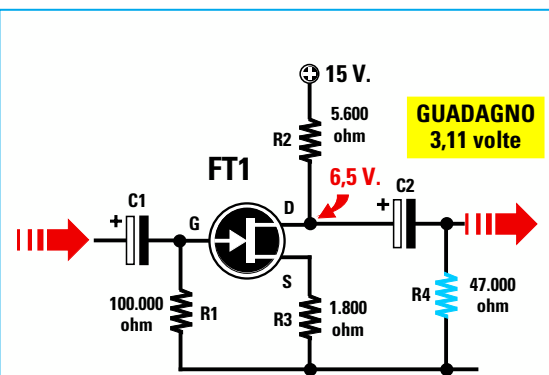 15 V.
5.600
ohm
R2
GUADAGNO
3,11 volte
FT1
6,5 V.
C1
C2
+
+
G
D
S
100.000
ohm
R1
R3
1.800
ohm
R4
47.000
ohm